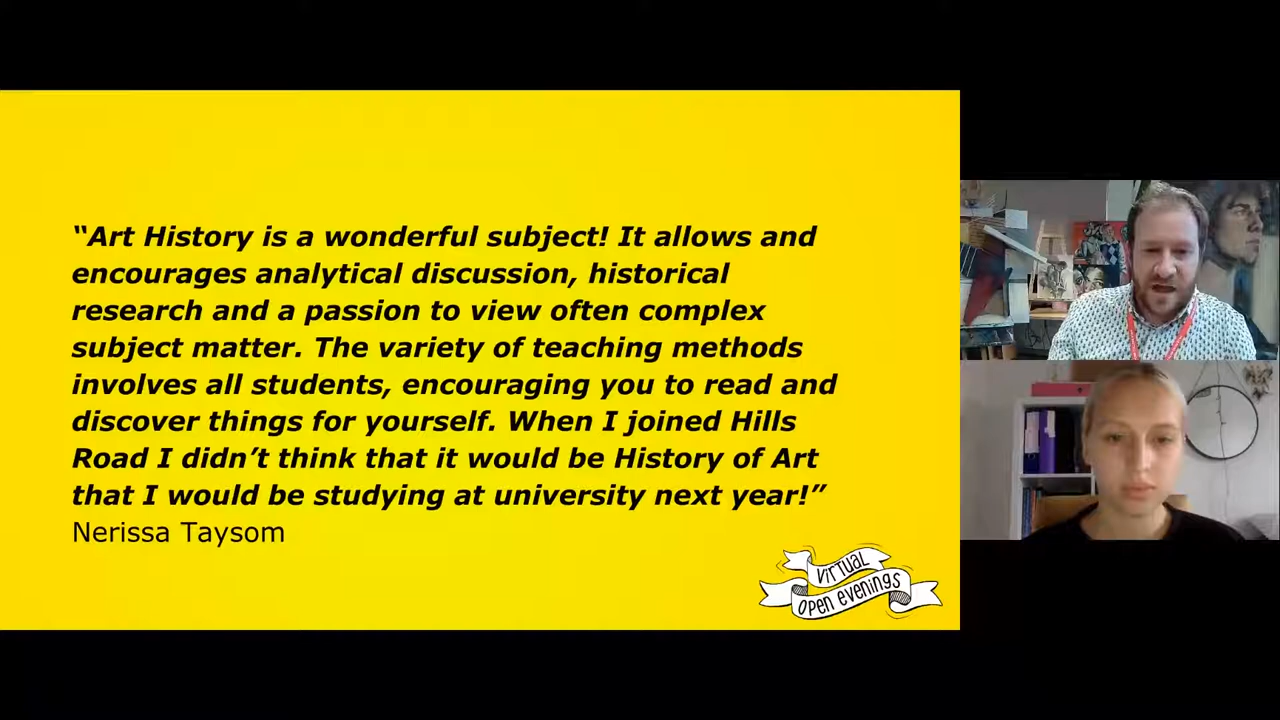 “Art History is a wonderful subject! It allows and
encourages analytical discussion, historical
research and a passion to view often complex
subject matter. The variety of teaching methods
involves all students, encouraging you to read and
discover things for yourself. When I joined Hills
Road I didn’t think that it would be History of Art
that I would be studying at university next year!”
Nerissa Taysom
VIRTUAL
OPEN EVENINGS